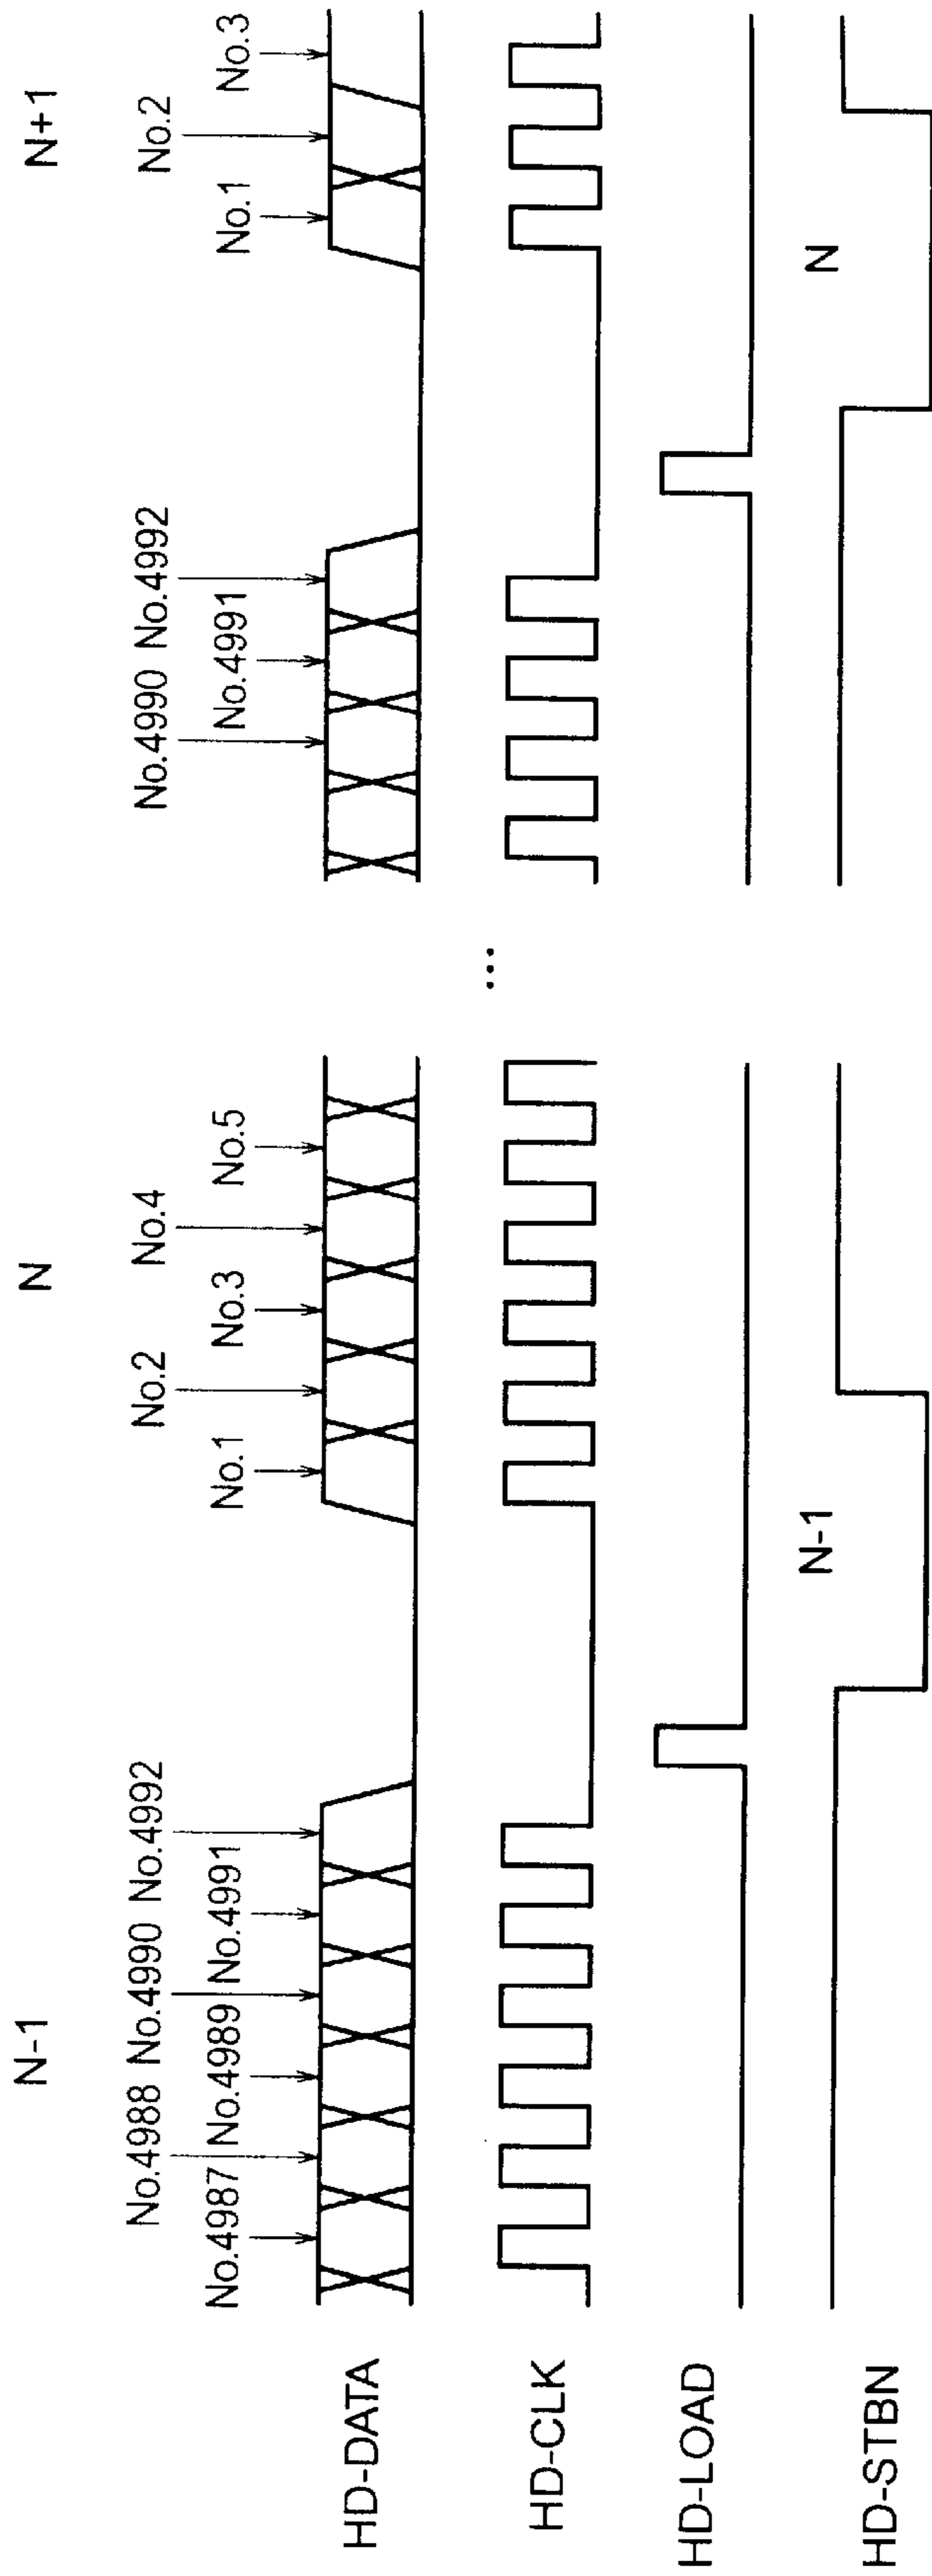 N-1
N
N+1
No.4988 No.4990 No.4992
No.2
No.4
No.4990 No.4992
No.2
No.4987
No.4989
No.4991
No.1
No.3
No.5
No.4991
No.1
No.3
HD-DATA
...
HD-CLK
HD-LOAD
N-1
N
HD-STBN